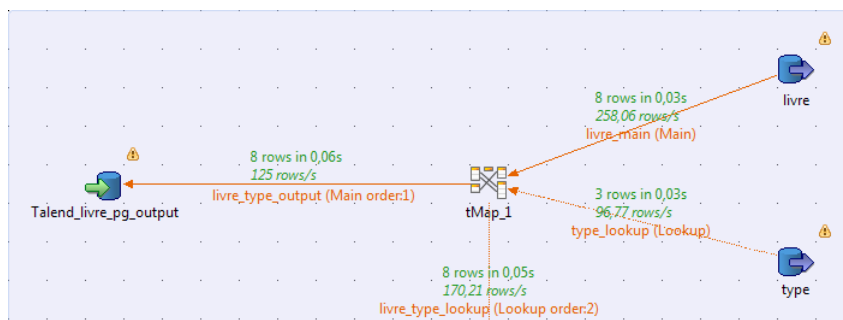 8 rows in 0,03s
258,06 rows/s
livre_main (Main)
livre
8 rows in 0,06s
125 rows/s
livre_type_output (Main order:1)
Talend_livre_pg_output
tMap_1
3 rows in 0,03s
96,77 rows/s
type_lookup (Lookup)
type
8 rows in 0,05s
170,21 rows/s
livre_type_lookup (Lookup order:2)